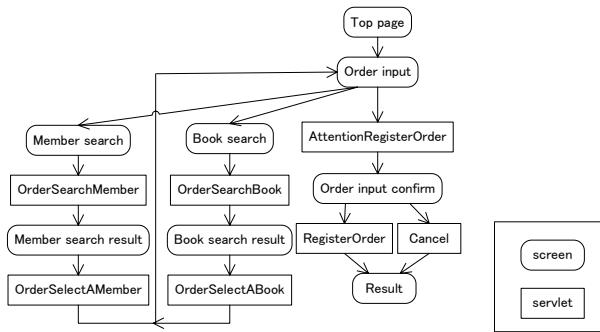 Top page
Order input
Member search
Book search
AttentionRegisterOrder
OrderSearchMember
OrderSearchBook
Order input confirm
Member search result
Book search result
RegisterOrder
Cancel
OrderSelectAMember
OrderSelectABook
Result
screen
servlet